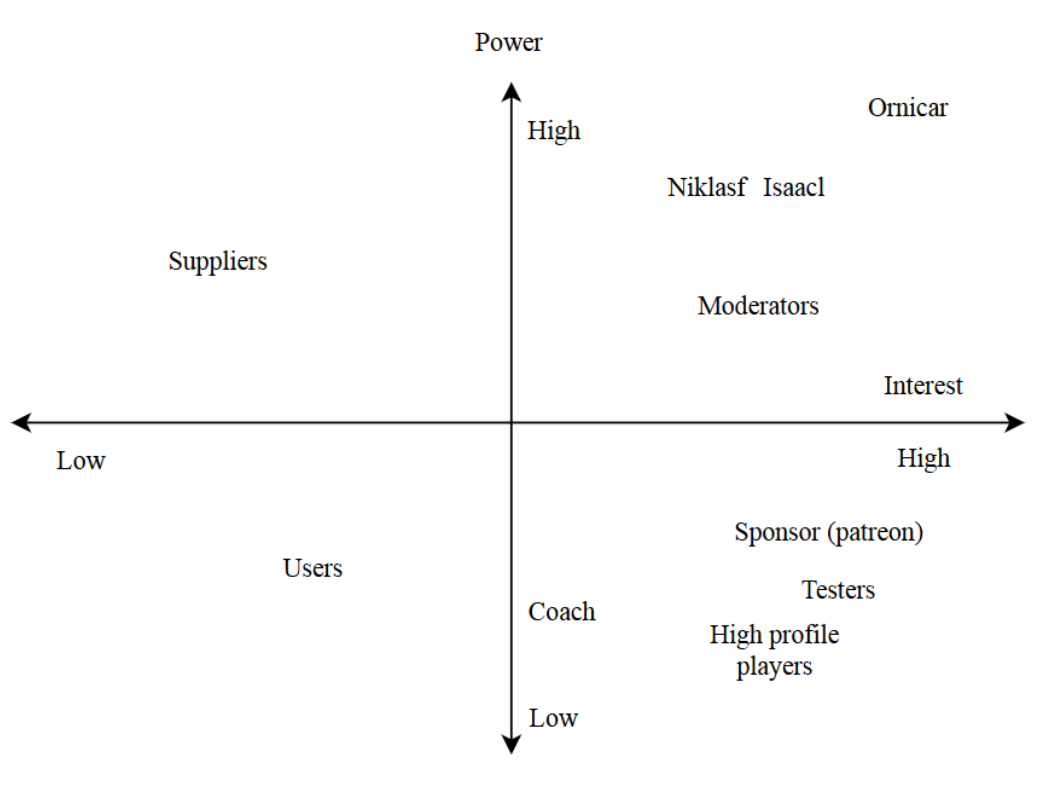 Power
Ornicar
High
Niklasf Isaacl
Suppliers
Moderators
Interest
Low
High
Sponsor (patreon)
Users
Testers
Coach
High profile
players
Low